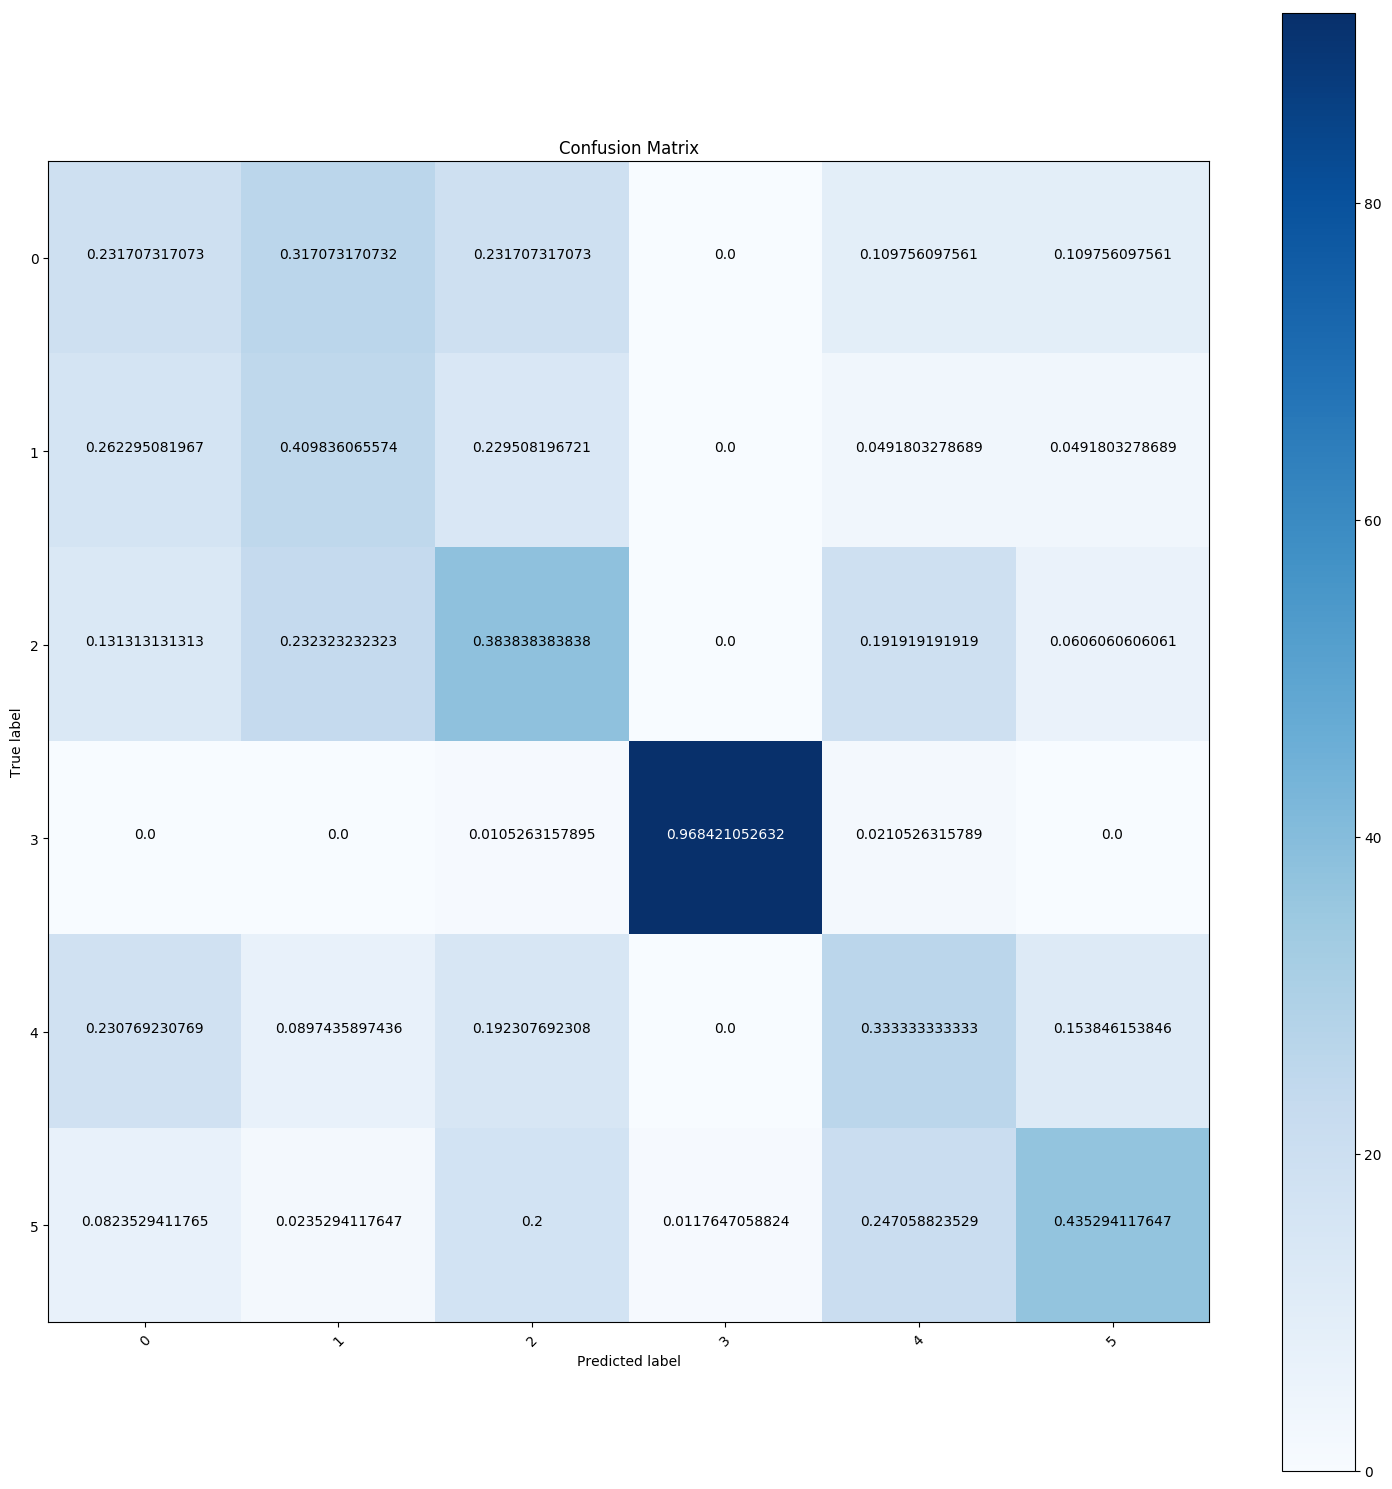 Confusion Matrix
80
60
40
20
0
True label
0 0.231707317073 0.317073170732 0.231707317073 0.0 0.109756097561 0.109756097561
1 0.262295081967 0.409836065574 0.229508196721 0.0 0.0491803278689 0.0491803278689
2 0.131313131313 0.232323232323 0.383838383838 0.0 0.191919191919 0.0606060606061
3 0.0 0.0 0.0105263157895 0.968421052632 0.0210526315789 0.0
4 0.230769230769 0.0897435897436 0.192307692308 0.0 0.333333333333 0.153846153846
5 0.0823529411765 0.0235294117647 0.2 0.0117647058824 0.247058823529 0.435294117647
0 1 2 3 4 5
Predicted label